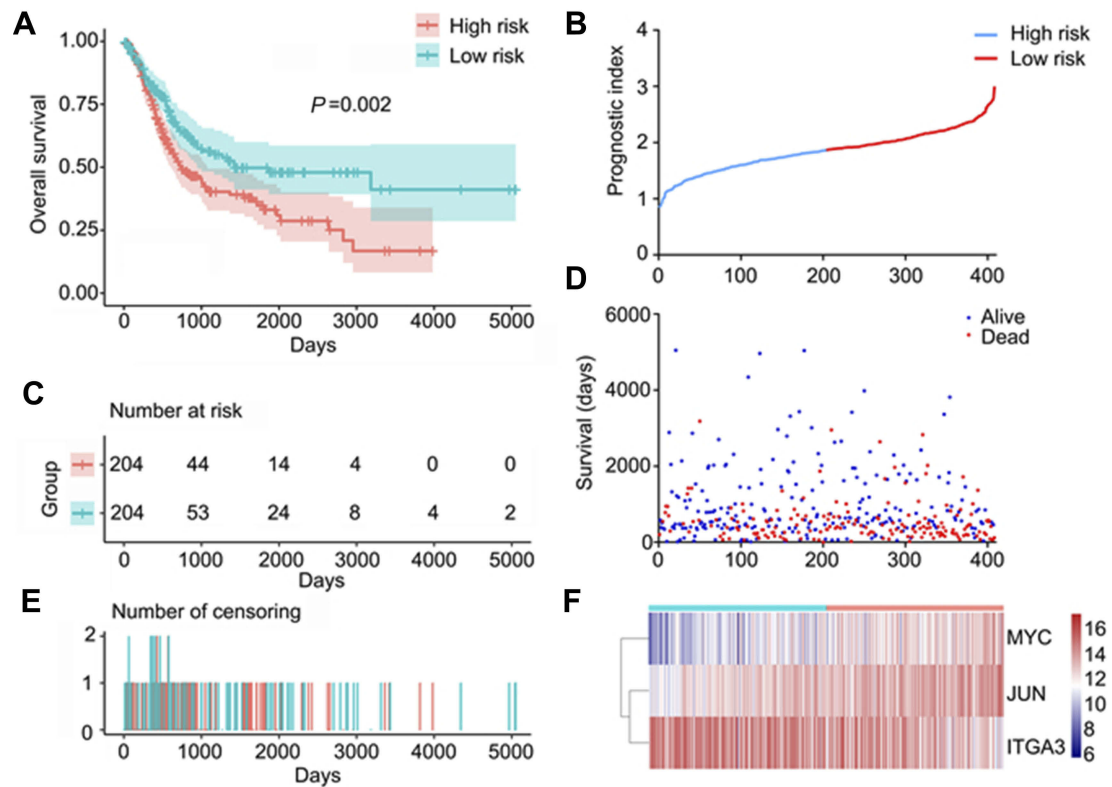 A
High risk
Low risk
P=0.002
Overall survival
1.00
0.75
0.50
0.25
0.00
0 1000 2000 3000 4000 5000
Days
B
High risk
Low risk
Prognostic index
4
3
2
1
0
0 100 200 300 400
C
Number at risk
Group
204 44 14 4 0 0
204 53 24 8 4 2
0 1000 2000 3000 4000 5000
Days
D
Alive
Dead
Survival (days)
6000
4000
2000
0
0 100 200 300 400
E
Number of censoring
2
1
0
0 1000 2000 3000 4000 5000
Days
F
MYC
JUN
ITGA3
16
14
12
10
8
6